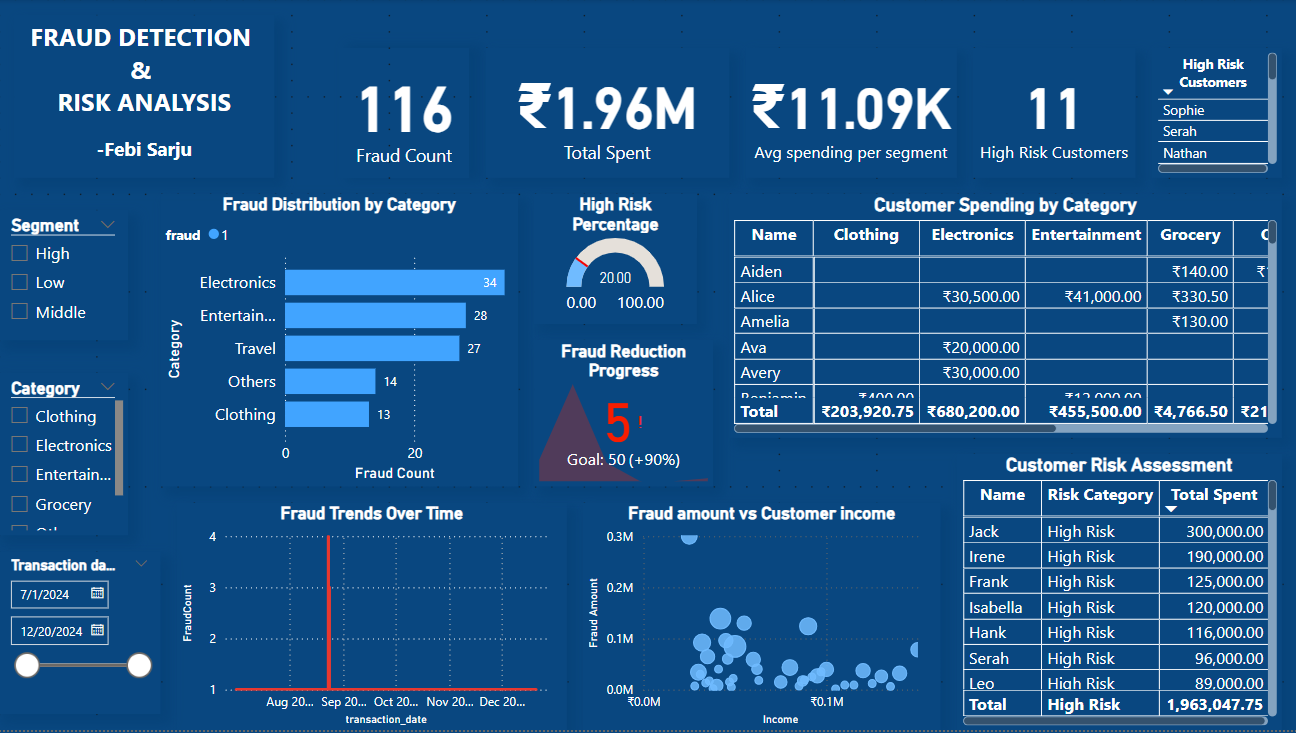 FRAUD DETECTION
&
RISK ANALYSIS
-Febi Sarju
116
Fraud Count
₹1.96M
Total Spent
₹11.09K
Avg spending per segment
11
High Risk Customers
High Risk
Customers
Sophie
Serah
Nathan
Segment
High
Low
Middle
Category
Clothing
Electronics
Entertain...
Grocery
Transaction da...
7/1/2024
12/20/2024
Fraud Distribution by Category
fraud 1
Category
Electronics 34
Entertain... 28
Travel 27
Others 14
Clothing 13
0 20
Fraud Count
High Risk
Percentage
20.00
0.00 100.00
Fraud Reduction
Progress
5!
Goal: 50 (+90%)
Customer Spending by Category
Name Clothing Electronics Entertainment Grocery
Aiden ₹140.00
Alice ₹30,500.00 ₹41,000.00 ₹330.50
Amelia ₹130.00
Ava ₹20,000.00
Avery ₹30,000.00
Benjamin ₹400.00 ₹12,000.00
Total ₹203,920.75 ₹680,200.00 ₹455,500.00 ₹4,766.50 ₹21
Fraud Trends Over Time
FraudCount
4
3
2
1
Aug 20... Sep 20... Oct 20... Nov 20... Dec 20...
transaction_date
Fraud amount vs Customer income
Fraud Amount
0.3M
0.2M
0.1M
0.0M
₹0.0M ₹0.1M
Income
Customer Risk Assessment
Name Risk Category Total Spent
Jack High Risk 300,000.00
Irene High Risk 190,000.00
Frank High Risk 125,000.00
Isabella High Risk 120,000.00
Hank High Risk 116,000.00
Serah High Risk 96,000.00
Leo High Risk 89,000.00
Total High Risk 1,963,047.75